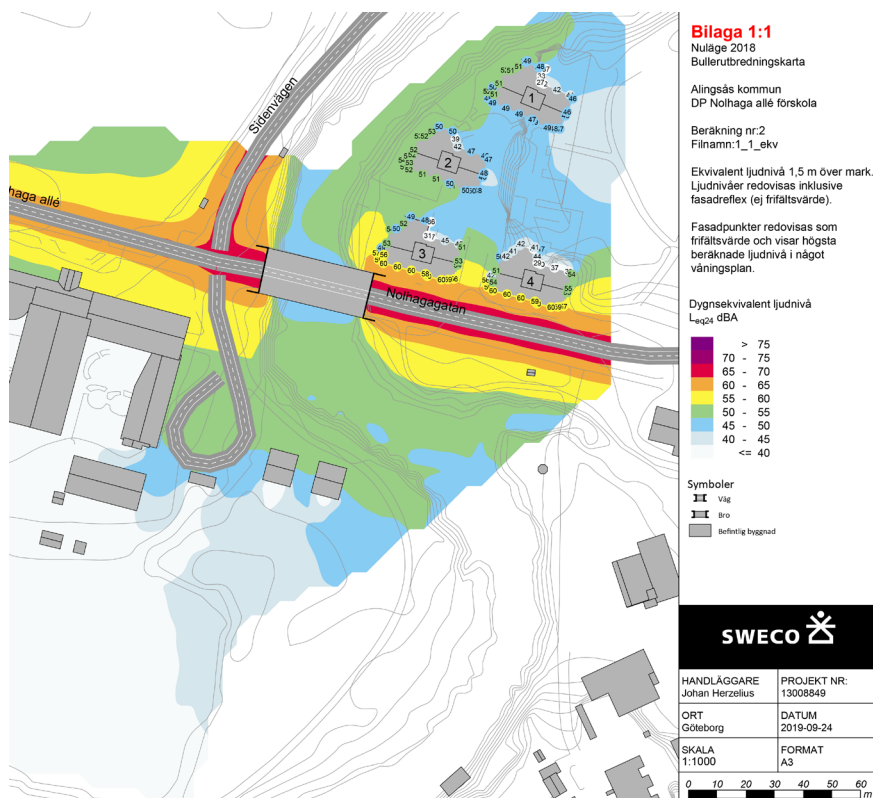 Bilaga 1:1
Nuläge 2018
Bullerutbredningskarta
Alingsås kommun
DP Nolhaga allé förskola
Beräkning nr:2
Filnamn:1_1_ekv
Ekvivalent ljudnivå 1,5 m över mark.
Ljudnivåer redovisas inklusive
fasadreflex (ej frifältsvärde).
Fasadpunkter redovisas som
frifältsvärde och visar högsta
beräknade ljudnivå i något
våningsplan.
Dygnsekvivalent ljudnivå
Leq24 dBA
> 75
70 - 75
65 - 70
60 - 65
55 - 60
50 - 55
45 - 50
40 - 45
<= 40
Symboler
Väg
Bro
Befintlig byggnad
SWECO
HANDLÄGGARE
Johan Herzelius
PROJEKT NR:
13008849
ORT
Göteborg
DATUM
2019-09-24
SKALA
1:1000
FORMAT
A3
0 10 20 30 40 50 60
m
Sidenvägen
haga allé
Nolhagagatan
1
2
3
4